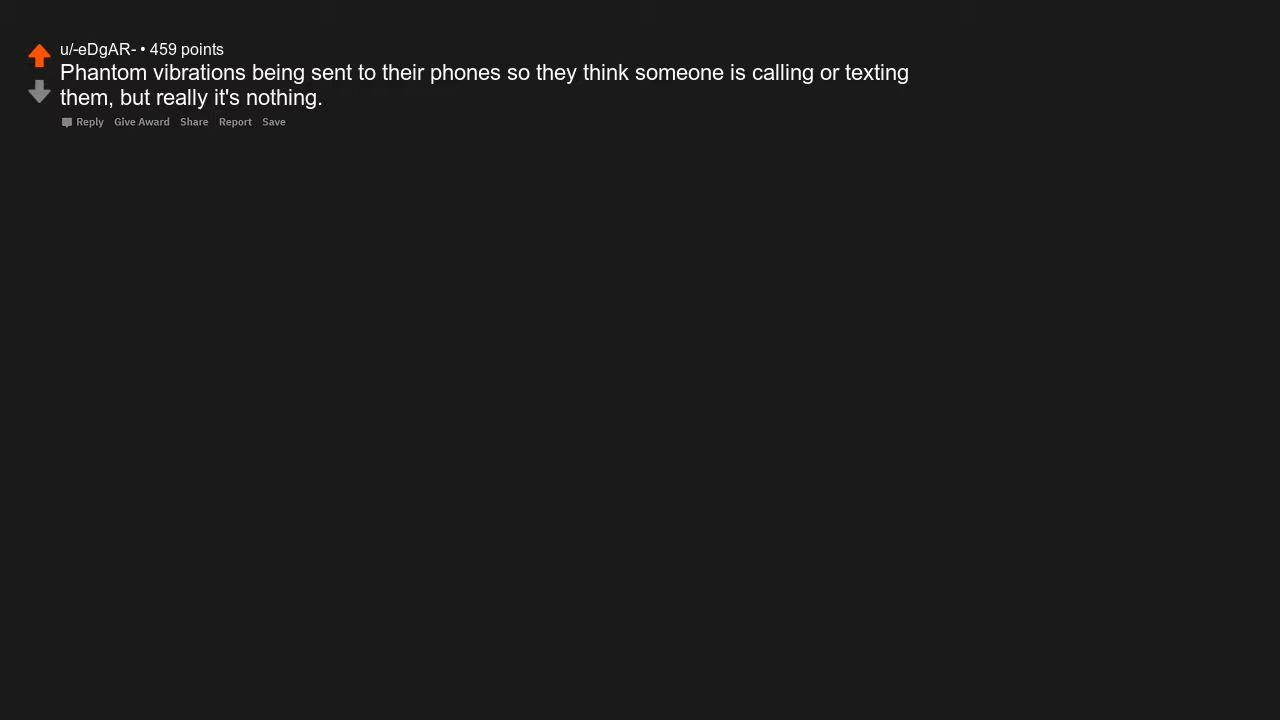 u/-eDgAR- • 459 points
Phantom vibrations being sent to their phones so they think someone is calling or texting
them, but really it's nothing.
Reply Give Award Share Report Save